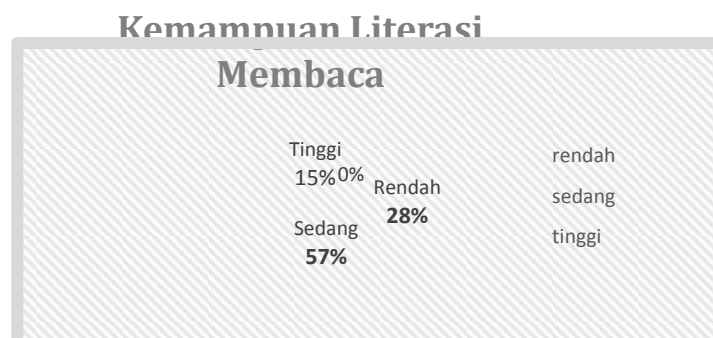 Kemampuan Literasi
Membaca
Tinggi
15%
0%
Rendah
28%
Sedang
57%
rendah
sedang
tinggi